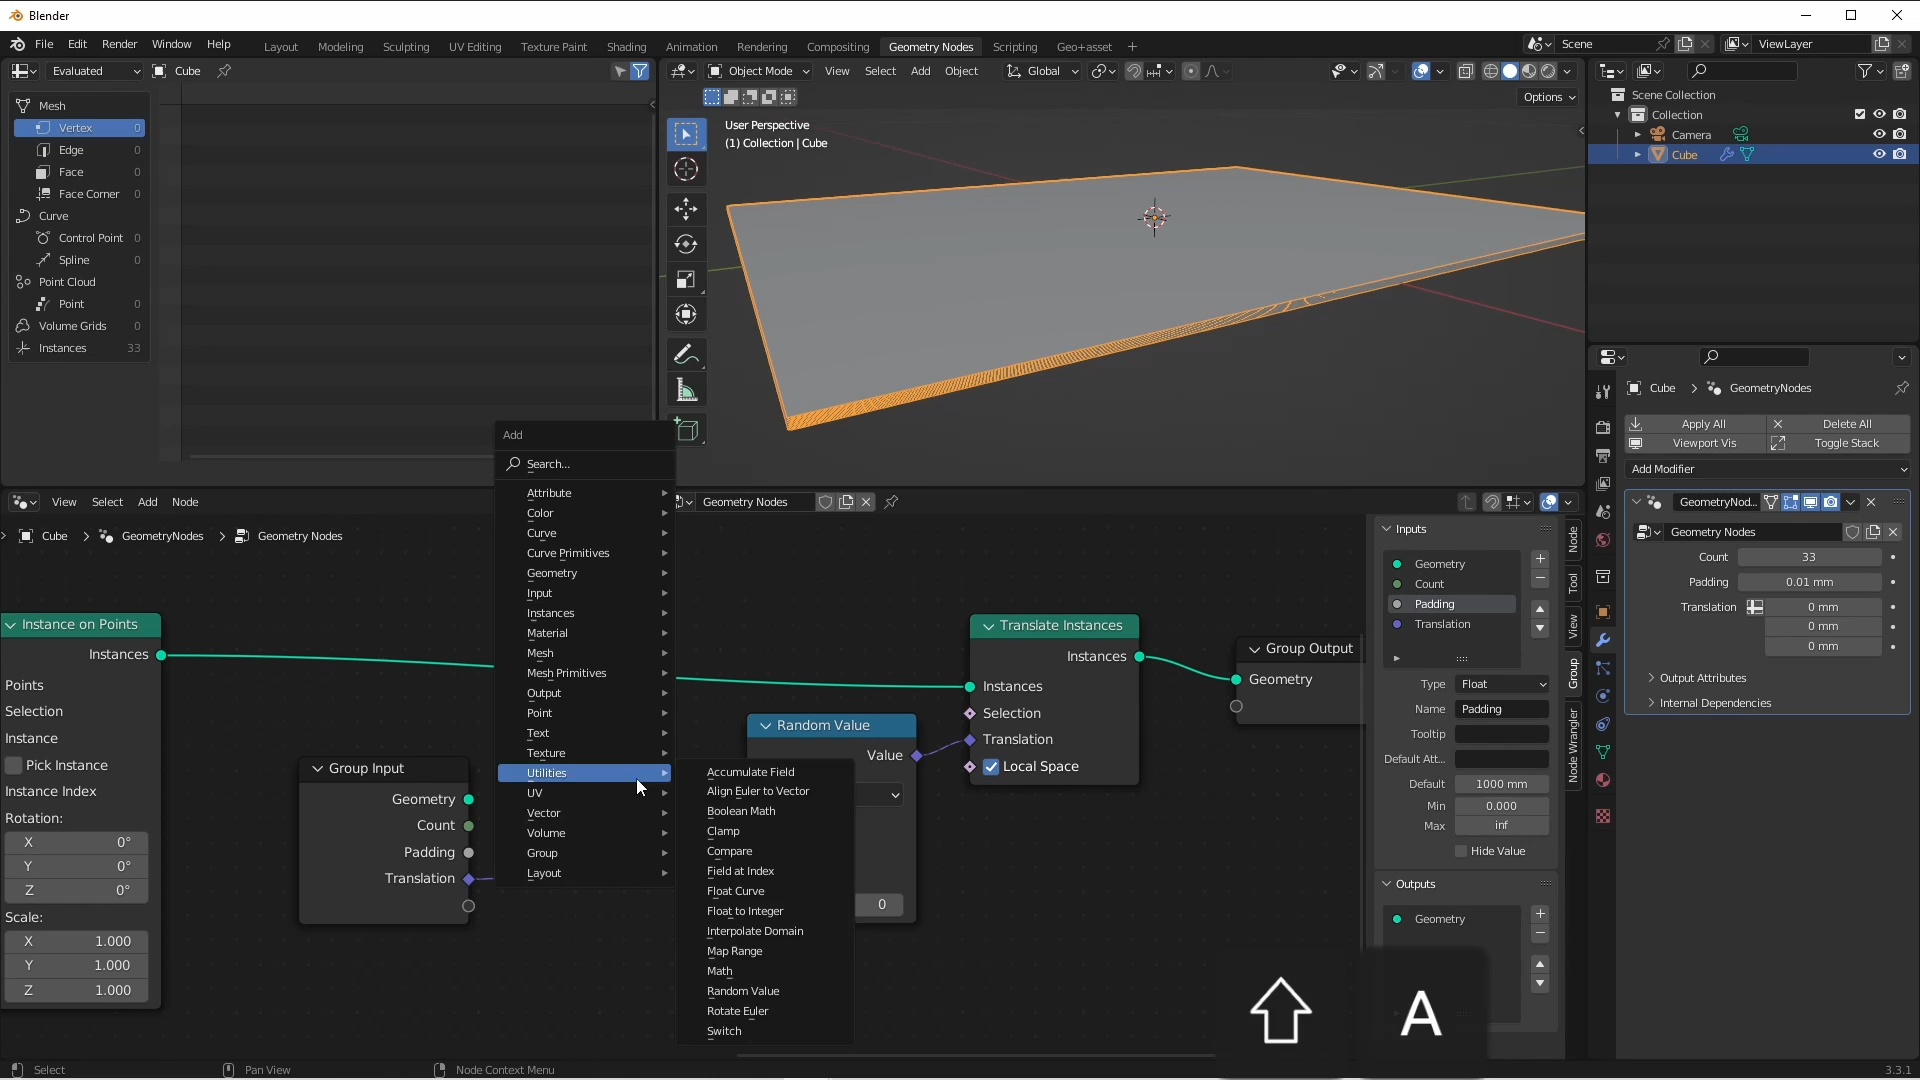 Blender
File Edit Render Window Help
Layout Modeling Sculpting UV Editing Texture Paint Shading Animation Rendering Compositing Geometry Nodes Scripting Geo+asset +
Scene
ViewLayer
Evaluated
Cube
Object Mode View Select Add Object
Global
Options
Mesh
Vertex 0
Edge 0
Face 0
Face Corner 0
Curve
Control Point 0
Spline 0
Point Cloud
Point 0
Volume Grids 0
Instances 33
User Perspective
(1) Collection | Cube
Scene Collection
Collection
Camera
Cube
Cube > GeometryNodes
Apply All Delete All
Viewport Vis Toggle Stack
Add Modifier
GeometryNod...
Geometry Nodes
Count 33
Padding 0.01 mm
Translation 0 mm
0 mm
0 mm
Output Attributes
Internal Dependencies
View Select Add Node
Geometry Nodes
Cube > GeometryNodes > Geometry Nodes
Instance on Points
Instances
Points
Selection
Instance
Pick Instance
Instance Index
Rotation:
X 0°
Y 0°
Z 0°
Scale:
X 1.000
Y 1.000
Z 1.000
Group Input
Geometry
Count
Padding
Translation
Add
Search...
Attribute
Color
Curve
Curve Primitives
Geometry
Input
Instances
Material
Mesh
Mesh Primitives
Output
Point
Text
Texture
Utilities
UV
Vector
Volume
Group
Layout
Accumulate Field
Align Euler to Vector
Boolean Math
Clamp
Compare
Field at Index
Float Curve
Float to Integer
Interpolate Domain
Map Range
Math
Random Value
Rotate Euler
Switch
Random Value
Value
0
Translate Instances
Instances
Instances
Selection
Translation
Local Space
Group Output
Geometry
Inputs
Geometry
Count
Padding
Translation
Type Float
Name Padding
Tooltip
Default Att...
Default 1000 mm
Min 0.000
Max inf
Hide Value
Outputs
Geometry
Node
Tool
View
Group
Node Wrangler
A
Select Pan View Node Context Menu
3.3.1